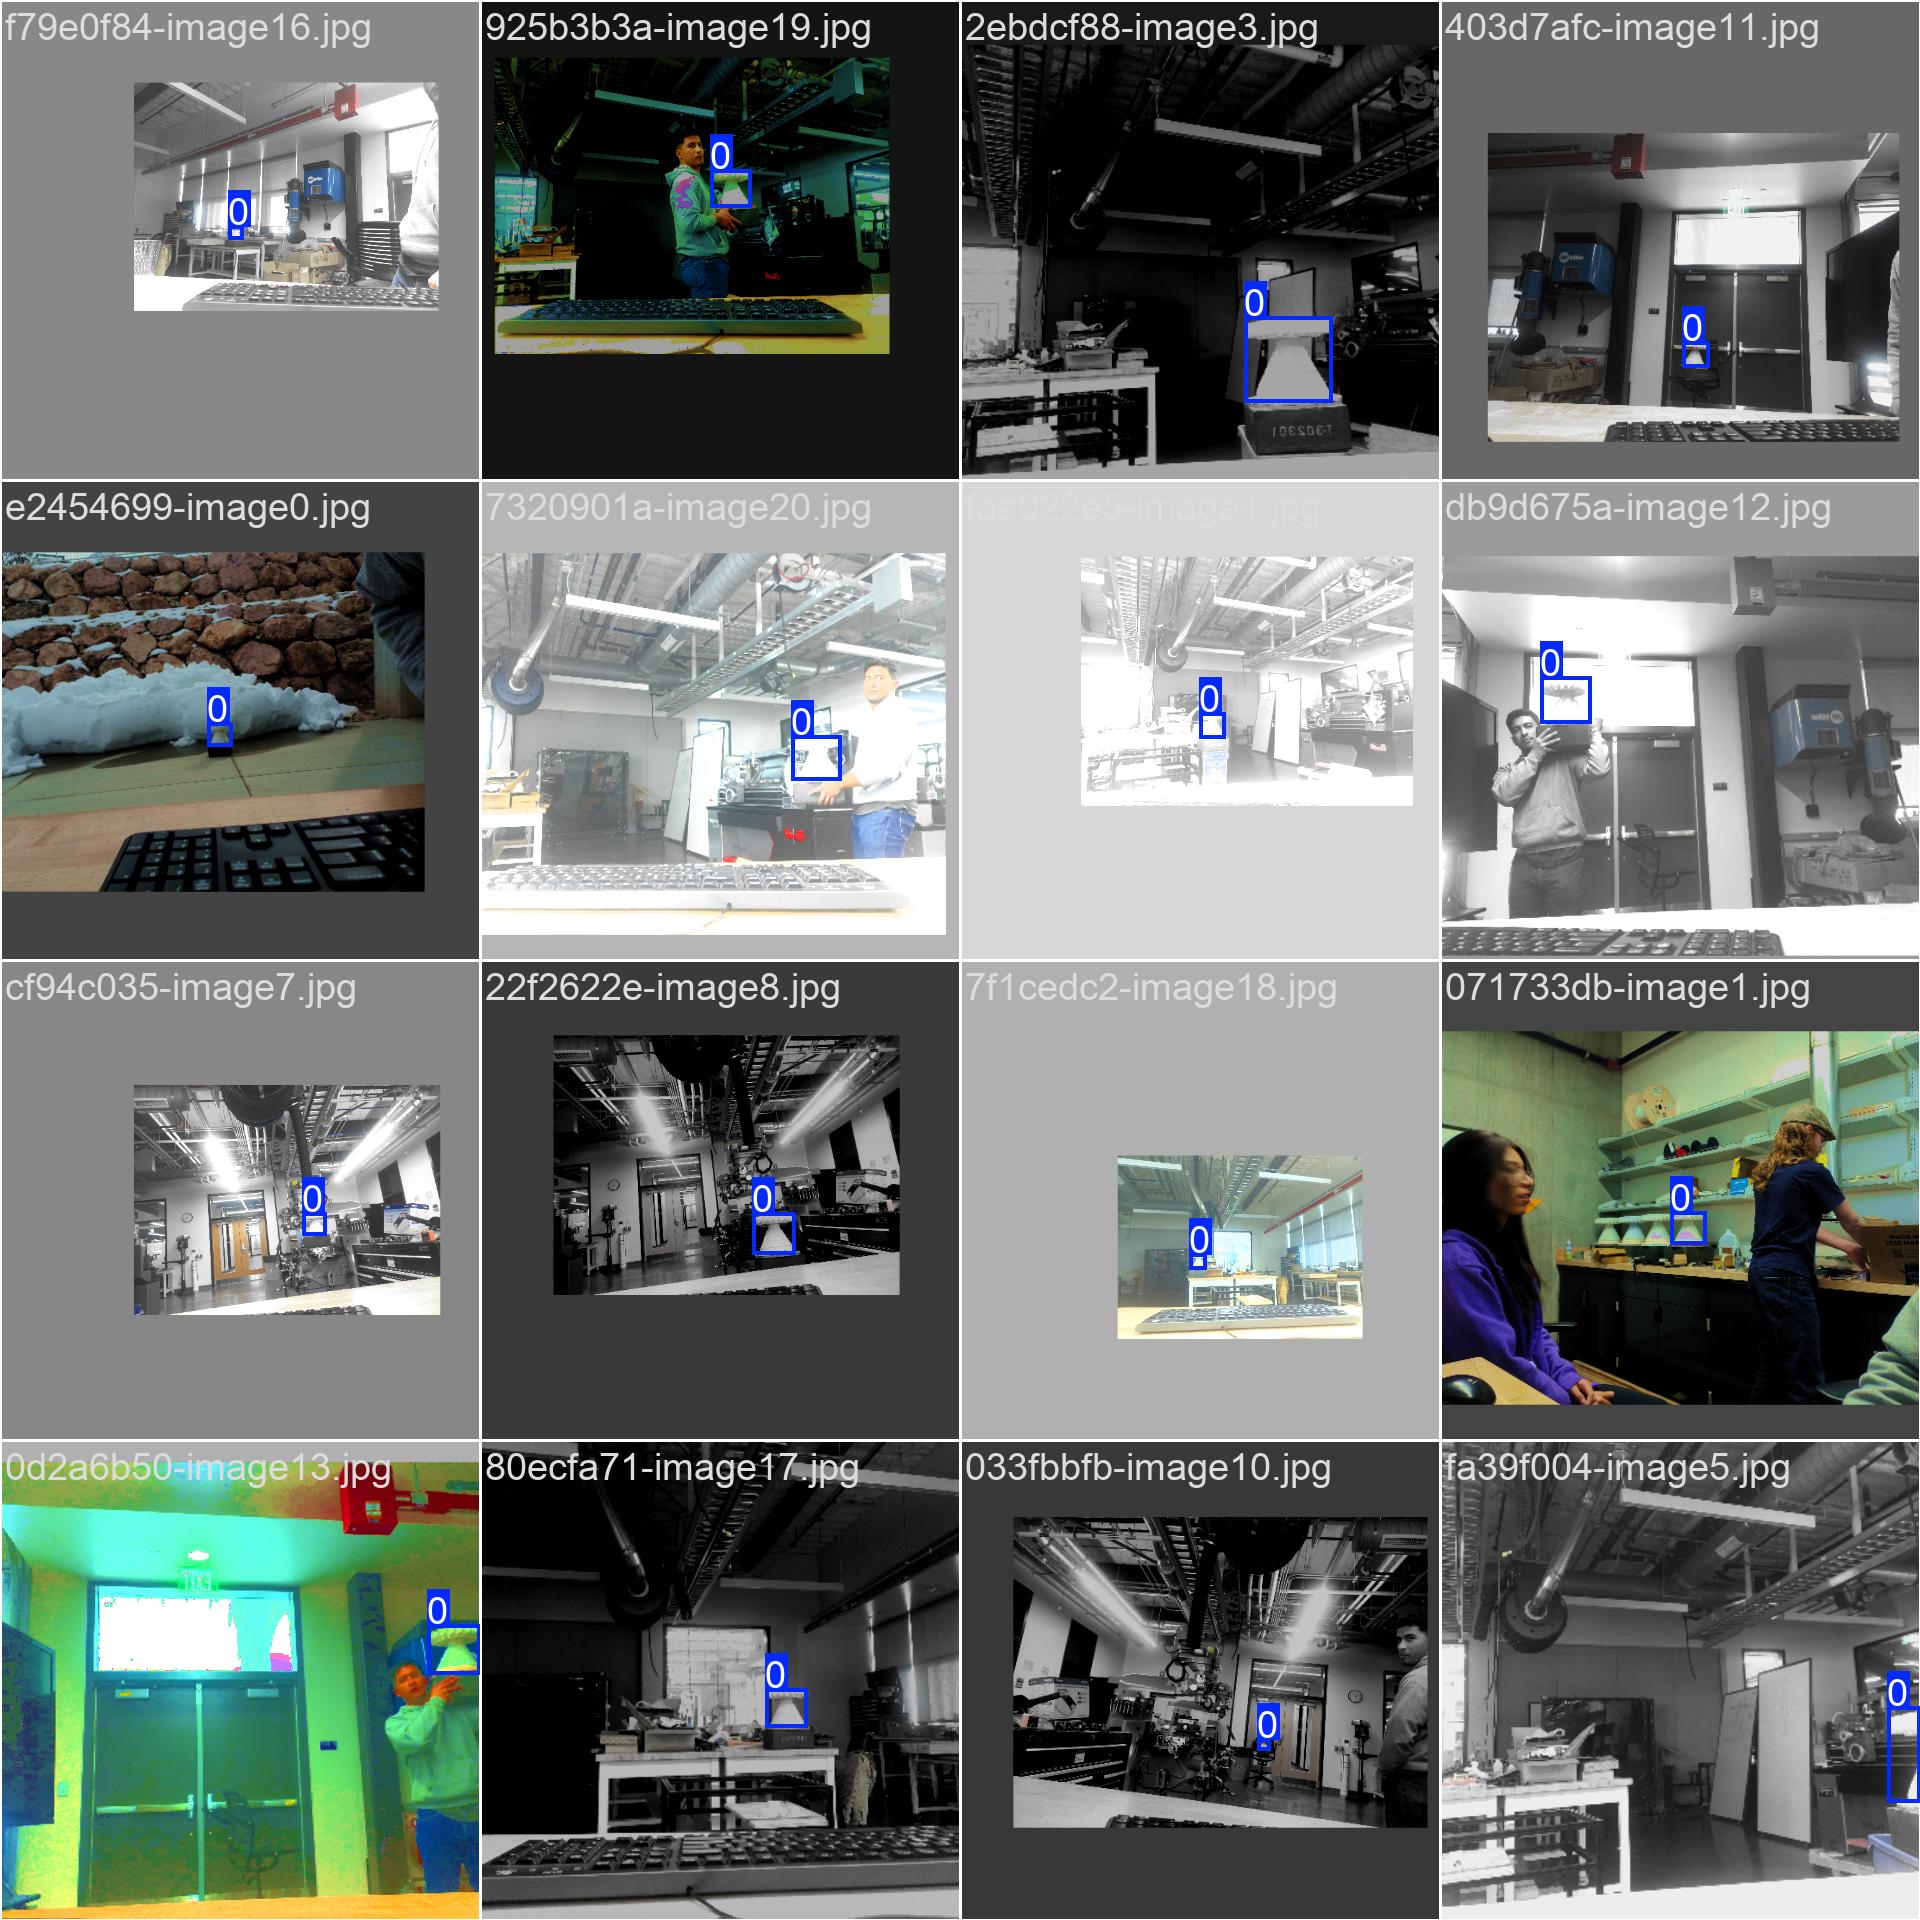 f79e0f84-image16.jpg
925b3b3a-image19.jpg
2ebdcf88-image3.jpg
403d7afc-image11.jpg
0
0
0
T-302301
0
e2454699-image0.jpg
7320901a-image20.jpg
faa022e5-image4.jpg
db9d675a-image12.jpg
0
0
0
0
cf94c035-image7.jpg
22f2622e-image8.jpg
7f1cedc2-image18.jpg
071733db-image1.jpg
0
0
0
0
0d2a6b50-image13.jpg
80ecfa71-image17.jpg
033fbbfb-image10.jpg
fa39f004-image5.jpg
0
0
0
0